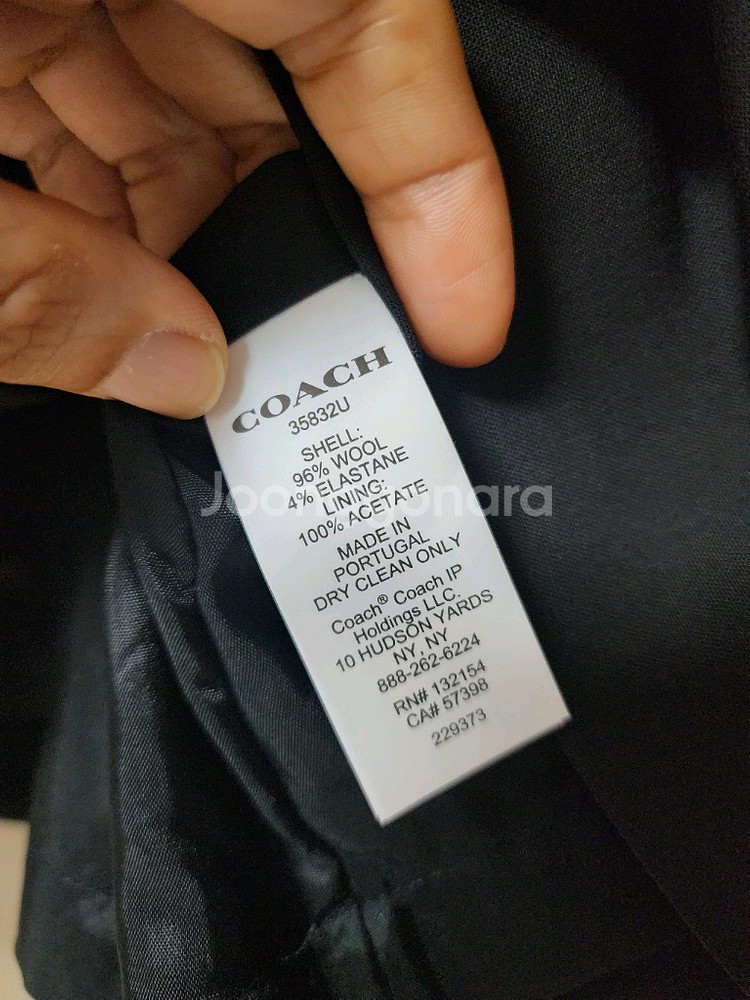 COACH
35832U
SHELL:
96% WOOL
4% ELASTANE
LINING:
100% ACETATE
MADE IN
PORTUGAL
DRY CLEAN ONLY
Coach® Coach IP
Holdings LLC.
10 HUDSON YARDS
NY, NY
888-262-6224
RN# 132154
CA# 57398
229373
Joonggonara